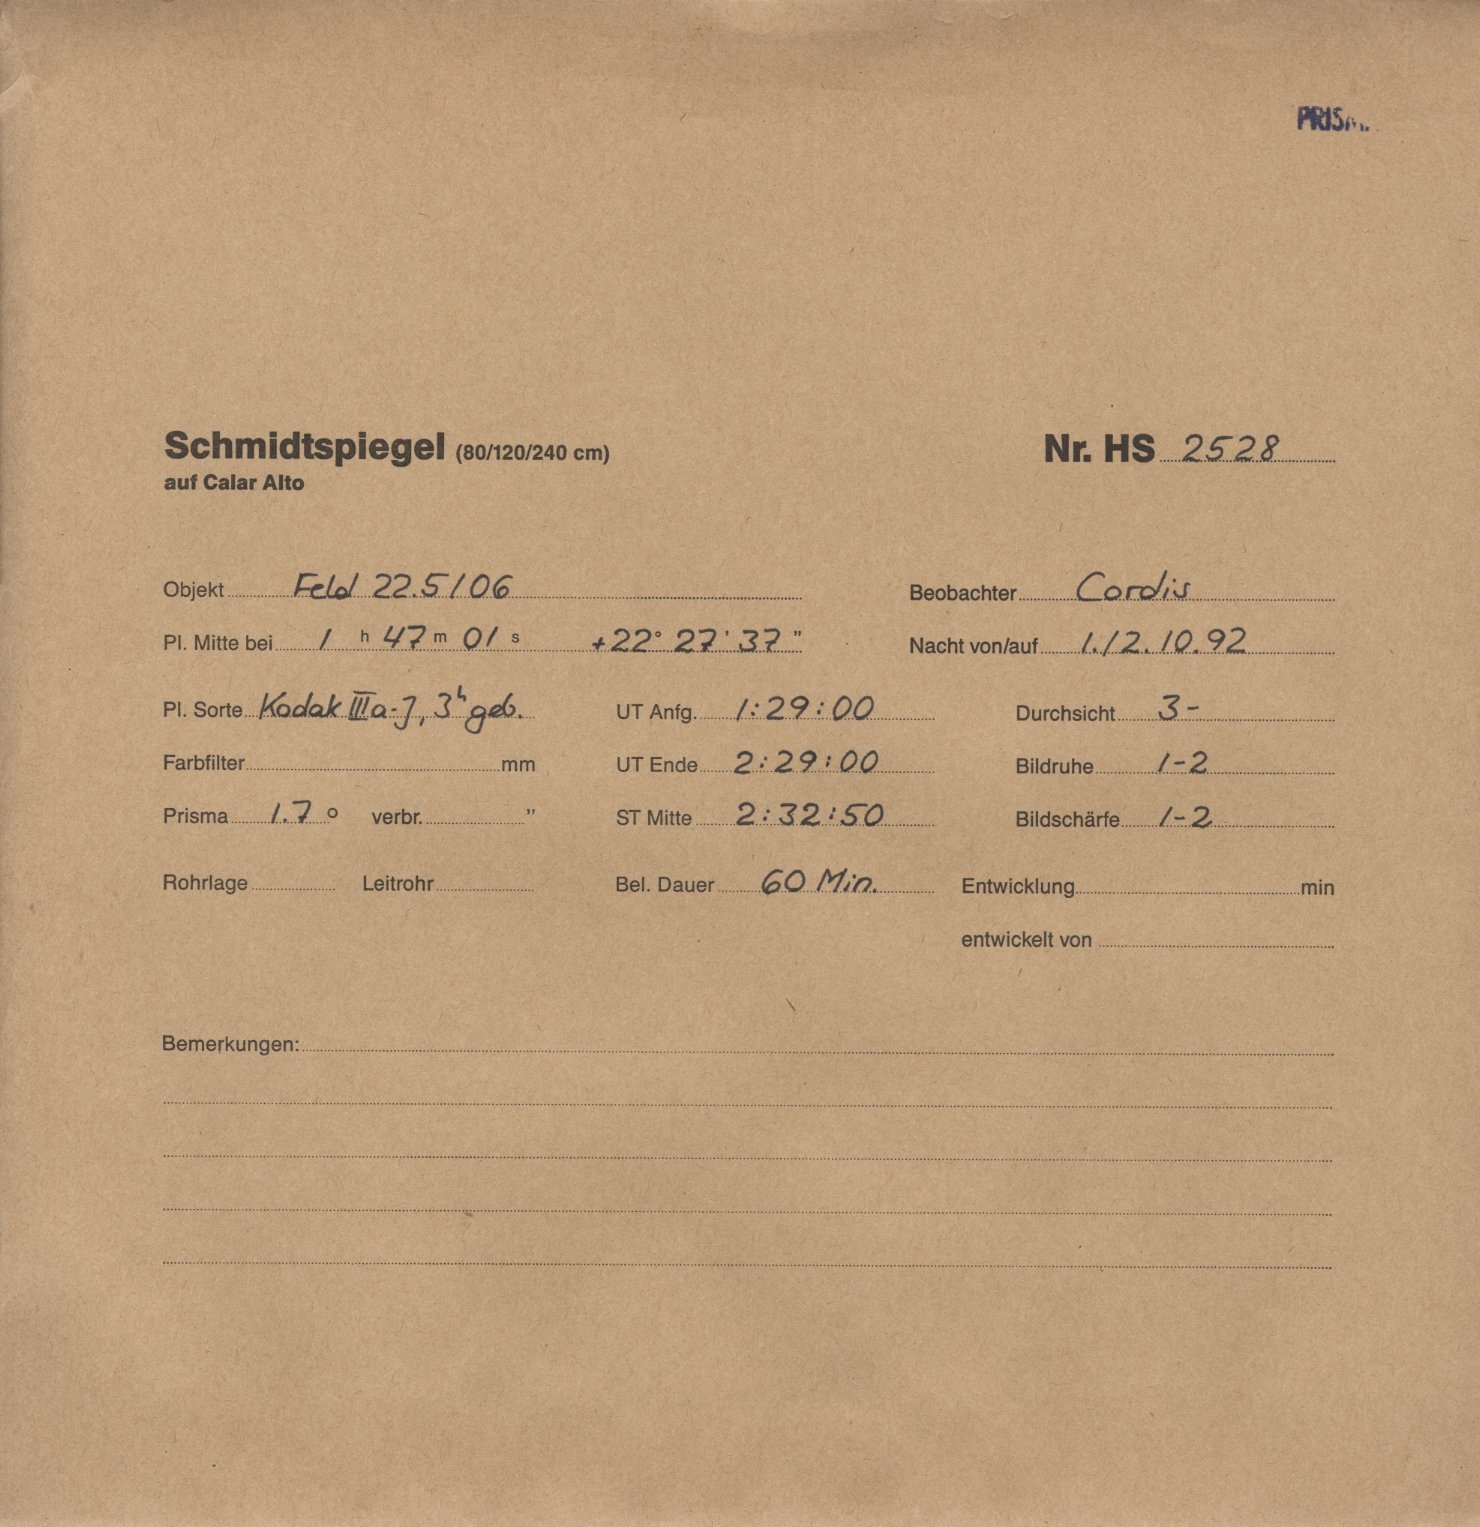 PRISM
Schmidtspiegel (80/120/240 cm) Nr. HS 2528
auf Calar Alto
Objekt Feld 22.5/06 Beobachter Cordis
Pl. Mitte bei 1 h 47 m 01 s +22° 27' 37" Nacht von/auf 1./2.10.92
Pl. Sorte Kodak IIIa-J, 3h geb. UT Anfg. 1:29:00 Durchsicht 3-
Farbfilter mm UT Ende 2:29:00 Bildruhe 1-2
Prisma 1.7° verbr. " ST Mitte 2:32:50 Bildschärfe 1-2
Rohrlage Leitrohr Bel. Dauer 60 Min. Entwicklung min
entwickelt von
Bemerkungen: